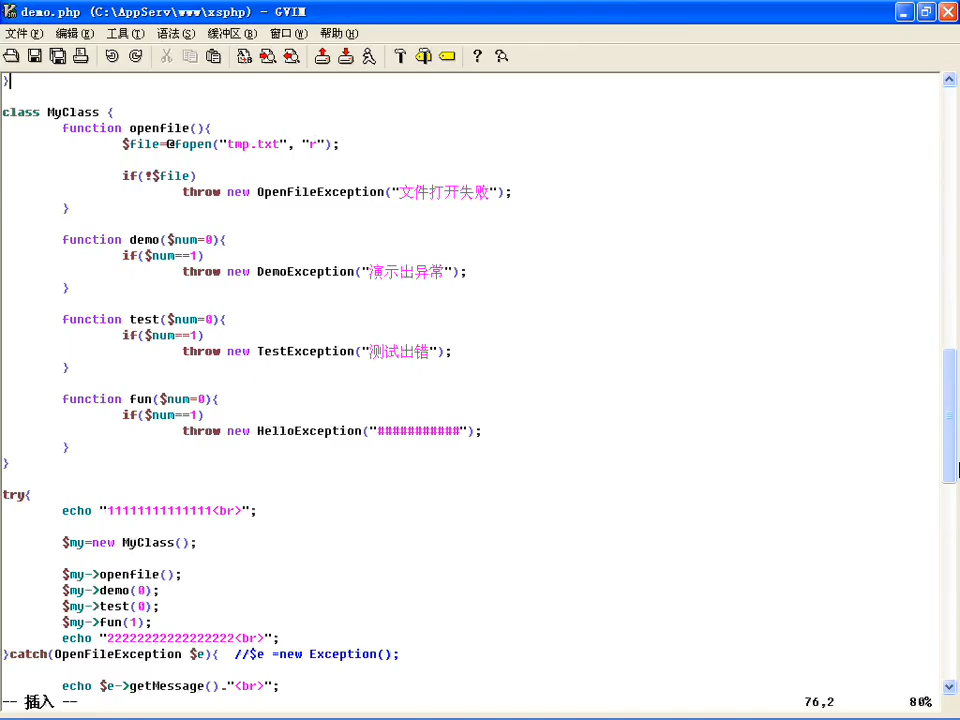 demo.php (C:\AppServ\www\xsphp) - GVIM
文件(F) 编辑(E) 工具(T) 语法(S) 缓冲区(B) 窗口(W) 帮助(H)
}
class MyClass {
function openfile(){
$file=@fopen("tmp.txt", "r");
if(!$file)
throw new OpenFileException("文件打开失败");
}
function demo($num=0){
if($num==1)
throw new DemoException("演示出异常");
}
function test($num=0){
if($num==1)
throw new TestException("测试出错");
}
function fun($num=0){
if($num==1)
throw new HelloException("###########");
}
}
try{
echo "11111111111111<br>";
$my=new MyClass();
$my->openfile();
$my->demo(0);
$my->test(0);
$my->fun(1);
echo "22222222222222222<br>";
}catch(OpenFileException $e){  //$e =new Exception();
echo $e->getMessage()."<br>";
-- 插入 -- 76,2 80%